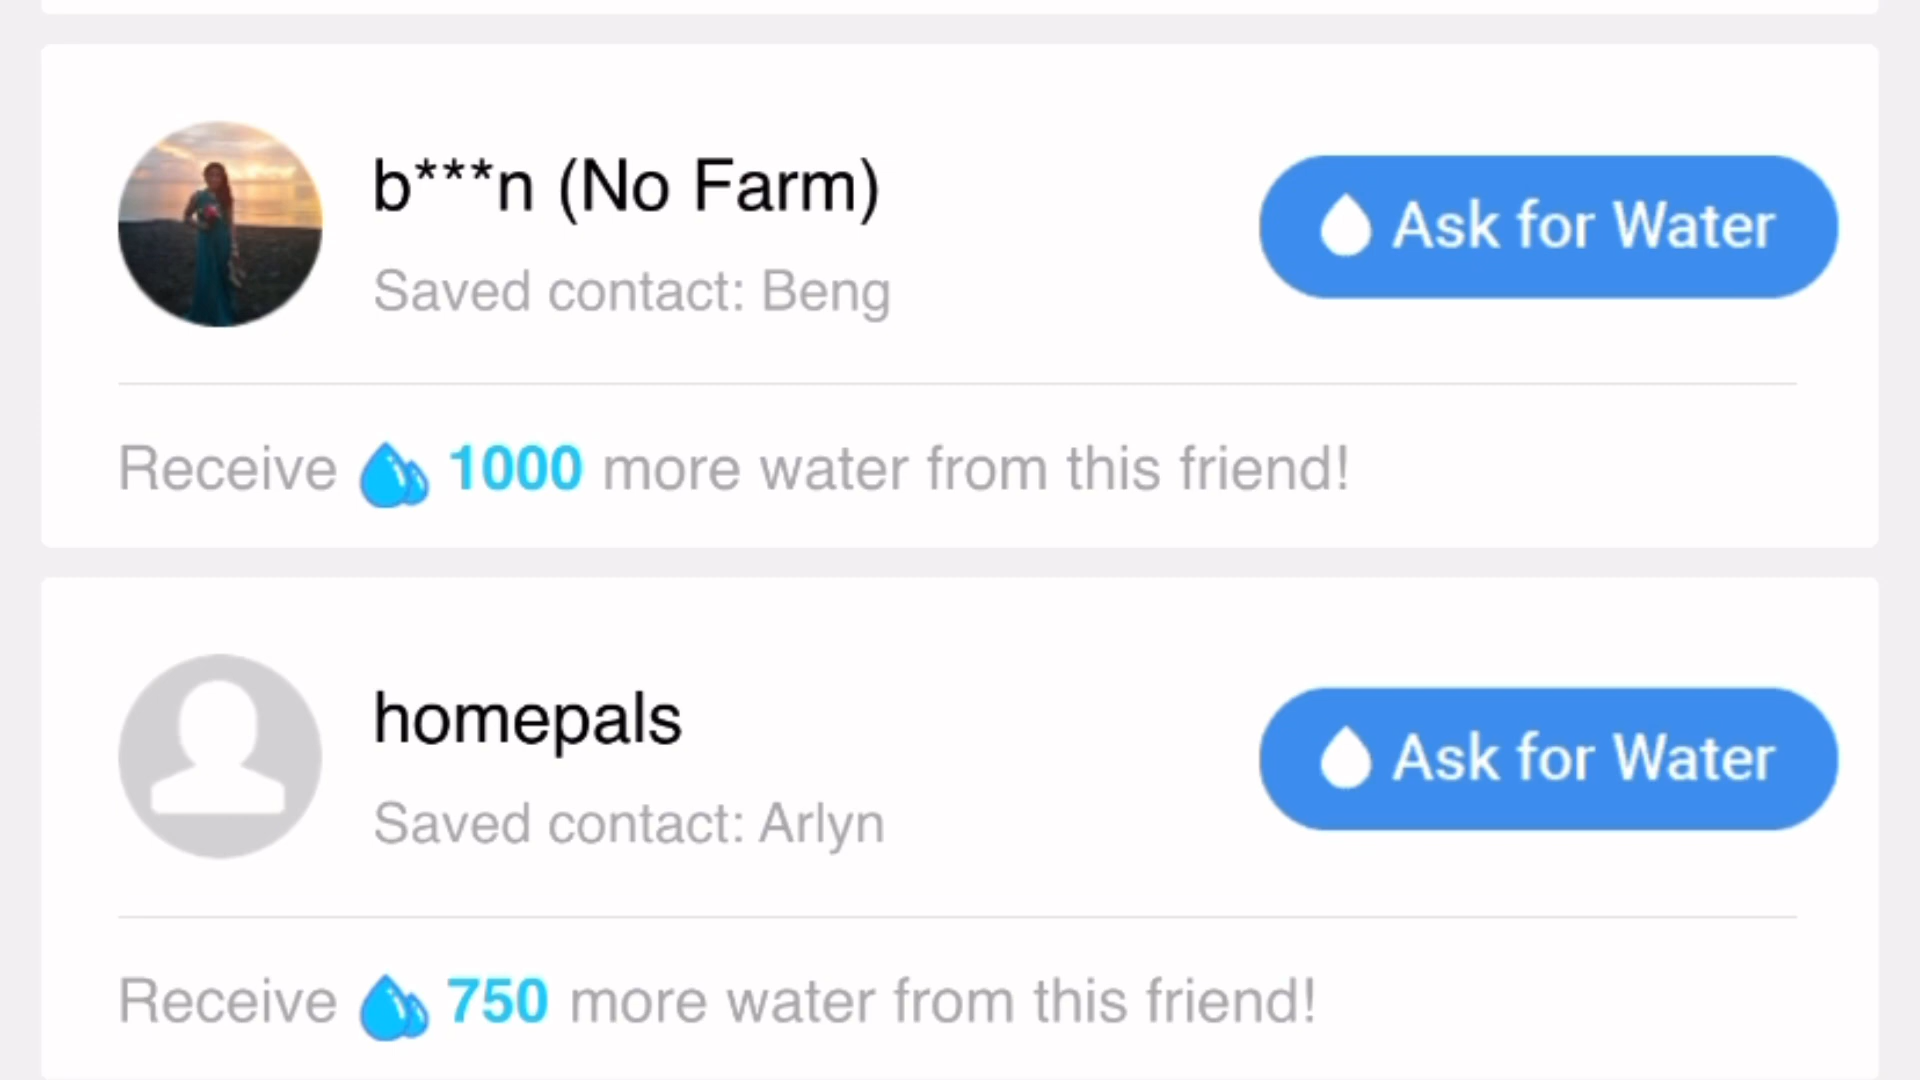 b***n (No Farm)
Ask for Water
Saved contact: Beng
Receive 1000 more water from this friend!
homepals
Ask for Water
Saved contact: Arlyn
Receive 750 more water from this friend!